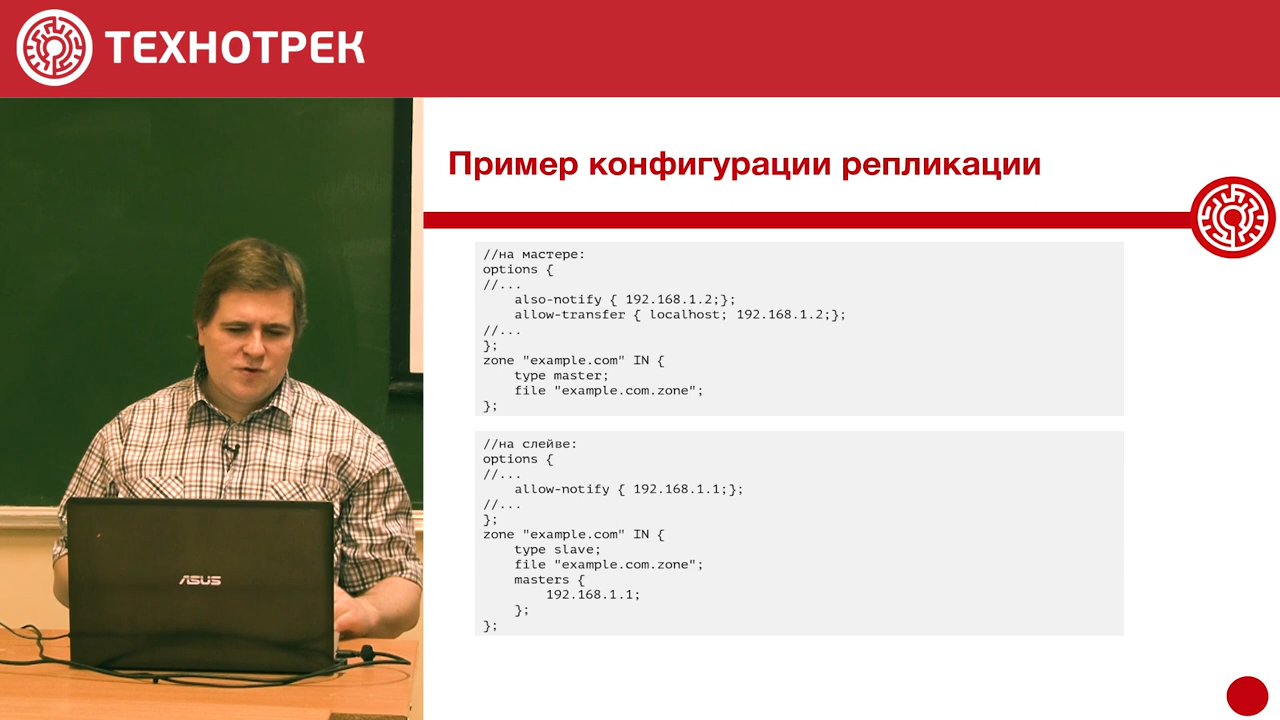 ТЕХНОТРЕК
Пример конфигурации репликации
//на мастере:
options {
//...
    also-notify { 192.168.1.2;};
    allow-transfer { localhost; 192.168.1.2;};
//...
};
zone "example.com" IN {
    type master;
    file "example.com.zone";
};
//на слейве:
options {
//...
    allow-notify { 192.168.1.1;};
//...
};
zone "example.com" IN {
    type slave;
    file "example.com.zone";
    masters {
        192.168.1.1;
    };
};
ASUS